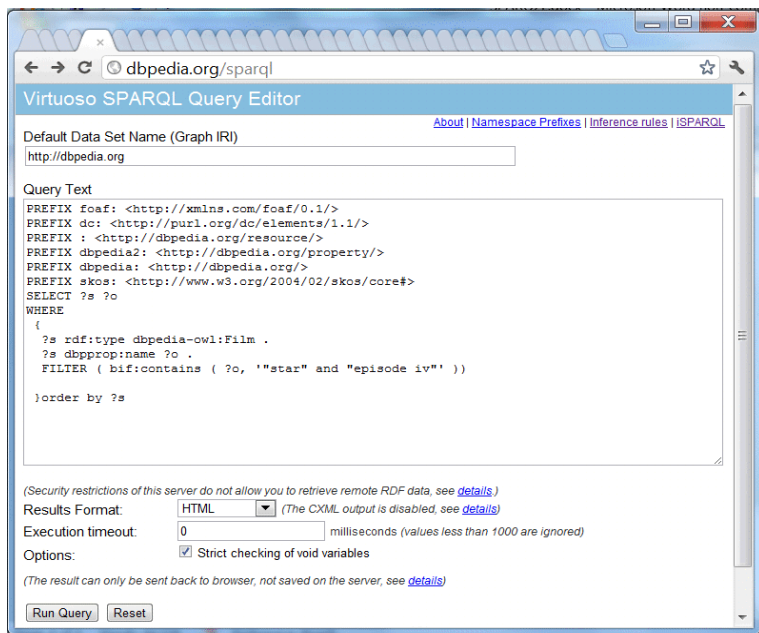 dbpedia.org/sparql
Virtuoso SPARQL Query Editor
About | Namespace Prefixes | Inference rules | iSPARQL
Default Data Set Name (Graph IRI)
http://dbpedia.org
Query Text
PREFIX foaf: <http://xmlns.com/foaf/0.1/>
PREFIX dc: <http://purl.org/dc/elements/1.1/>
PREFIX : <http://dbpedia.org/resource/>
PREFIX dbpedia2: <http://dbpedia.org/property/>
PREFIX dbpedia: <http://dbpedia.org/>
PREFIX skos: <http://www.w3.org/2004/02/skos/core#>
SELECT ?s ?o
WHERE
{
?s rdf:type dbpedia-owl:Film .
?s dbpprop:name ?o .
FILTER ( bif:contains ( ?o, '"star" and "episode iv"' ))
}order by ?s
(Security restrictions of this server do not allow you to retrieve remote RDF data, see details.)
Results Format: HTML (The CXML output is disabled, see details)
Execution timeout: 0 milliseconds (values less than 1000 are ignored)
Options: Strict checking of void variables
(The result can only be sent back to browser, not saved on the server, see details)
Run Query Reset